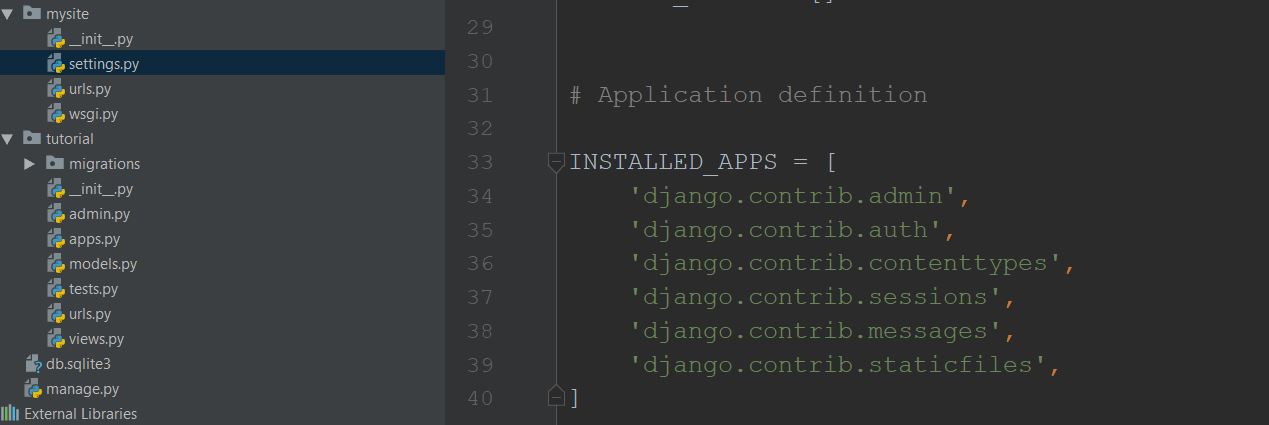 mysite
__init__.py
settings.py
urls.py
wsgi.py
tutorial
migrations
__init__.py
admin.py
apps.py
models.py
tests.py
urls.py
views.py
db.sqlite3
manage.py
External Libraries
29
30
31 # Application definition
32
33 INSTALLED_APPS = [
34 'django.contrib.admin',
35 'django.contrib.auth',
36 'django.contrib.contenttypes',
37 'django.contrib.sessions',
38 'django.contrib.messages',
39 'django.contrib.staticfiles',
40 ]